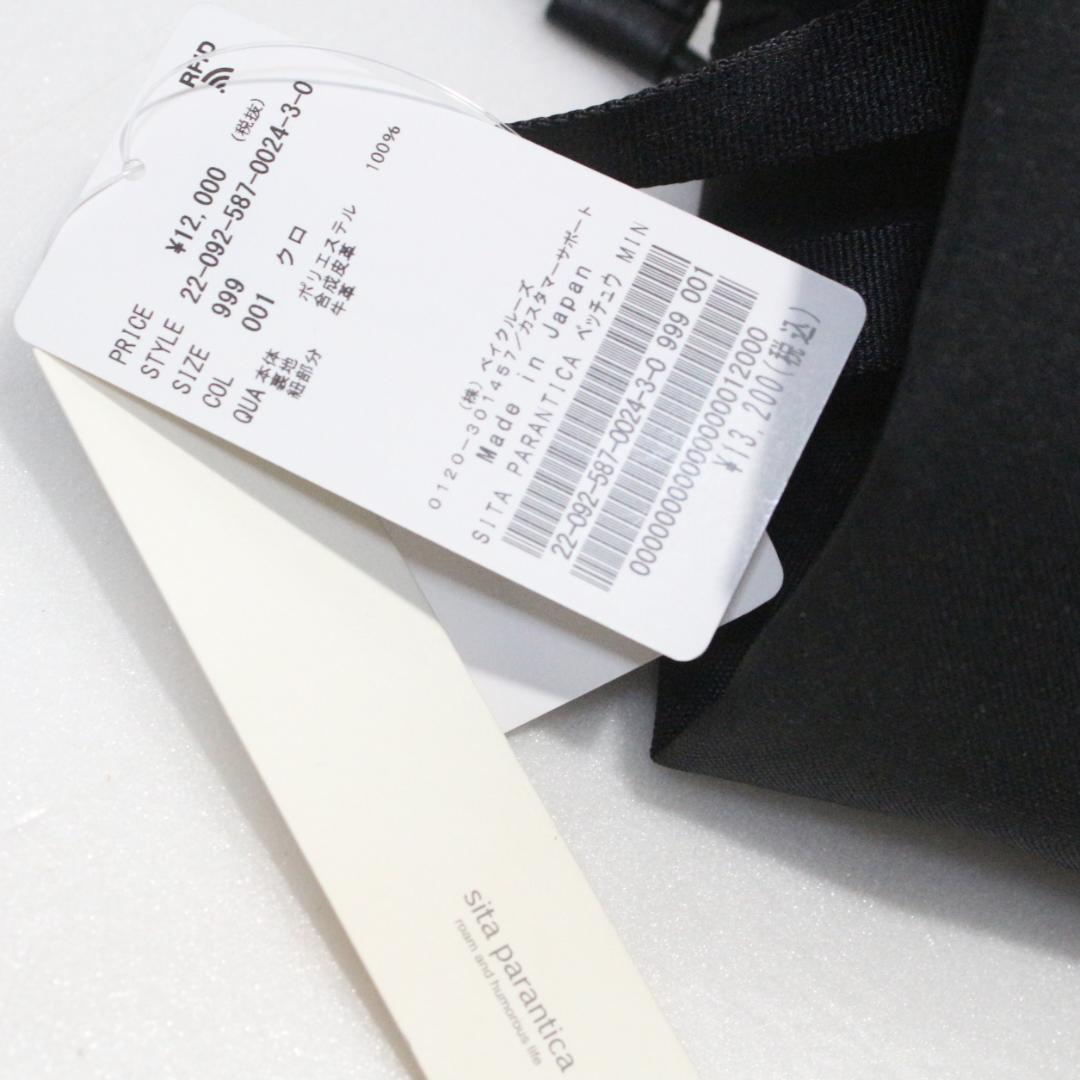 RFID
PRICE ¥12,000 (税抜)
STYLE 22-092-587-0024-3-0
SIZE 999
COL 001 クロ
QUA 本体 ポリエステル 100%
裏地 合成皮革
紐部分 牛革
(株) ベイクルーズ
0120-301457/カスタマーサポート
Made in Japan
SITA PARANTICA ベッチュウ MIN
22-092-587-0024-3-0 999 001
¥13,200(税込)
sita parantica
roam and humorous life